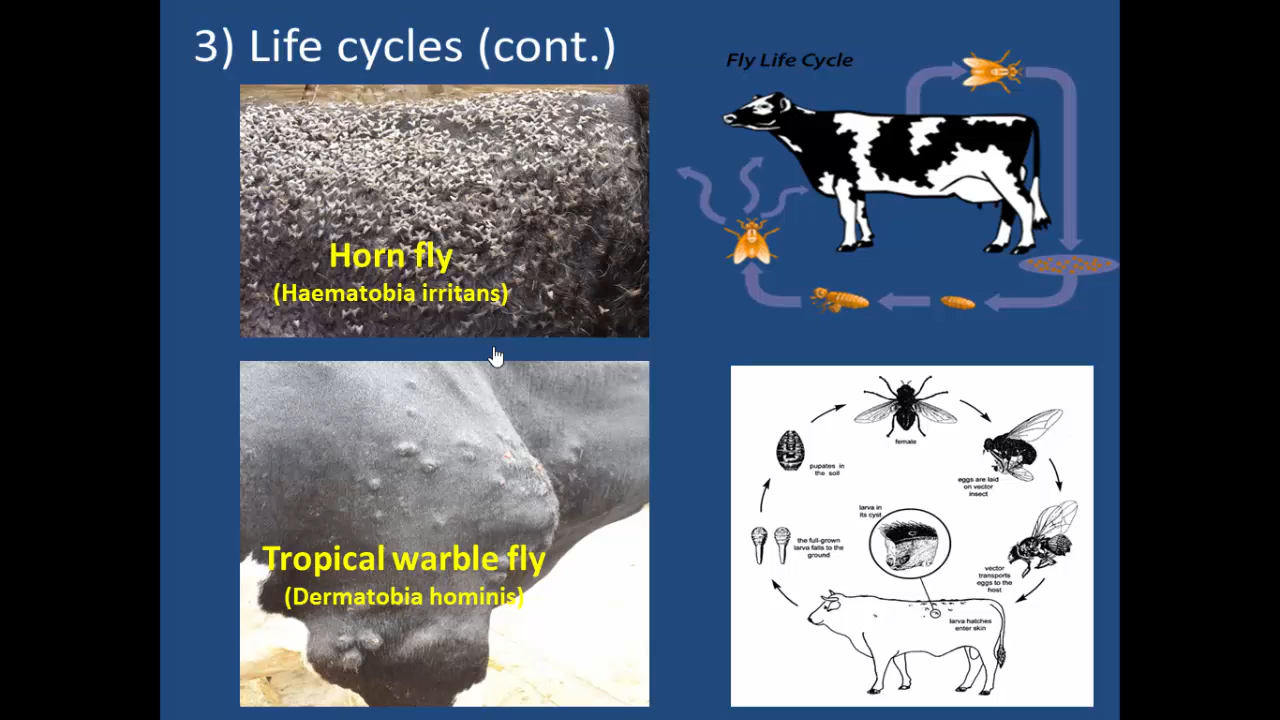 3) Life cycles (cont.)
Fly Life Cycle
Horn fly
(Haematobia irritans)
Tropical warble fly
(Dermatobia hominis)
female
eggs are laid
on vector
insect
vector
transports
eggs to the
host
larva hatches
enter skin
larva in
its cyst
the full-grown
larva falls to the
ground
pupates in
the soil